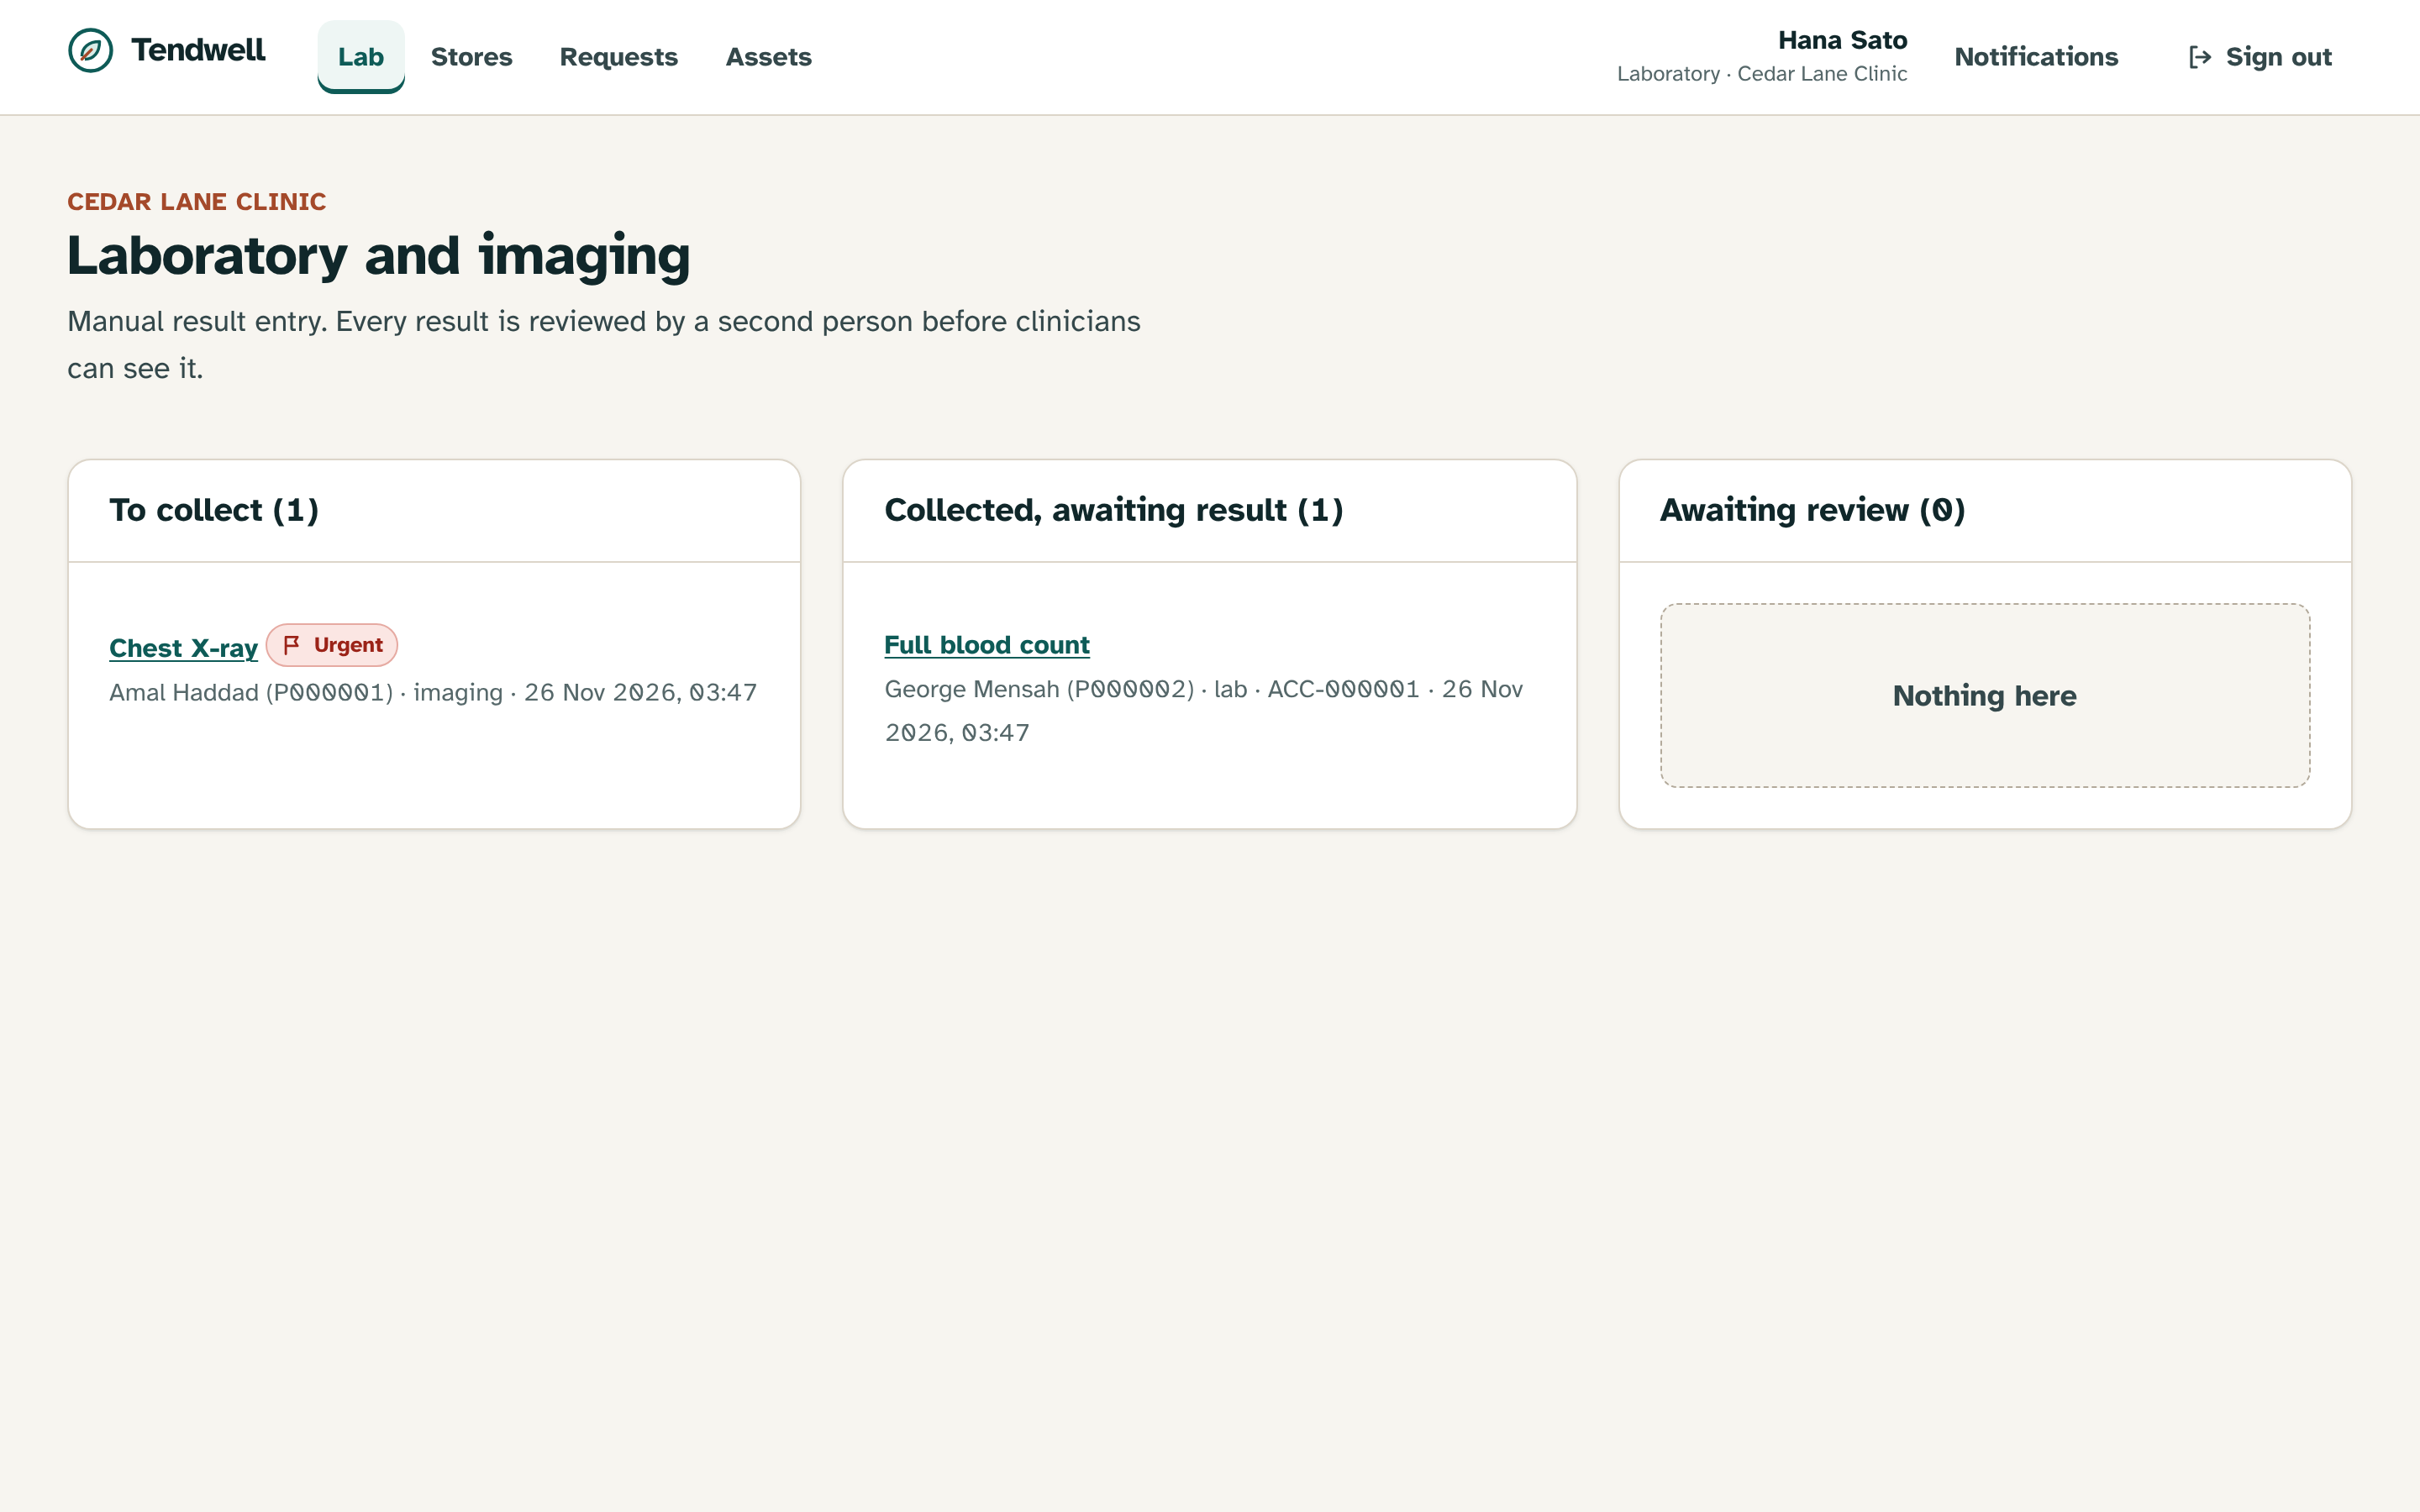 Tendwell
Lab
Stores
Requests
Assets
Hana Sato
Laboratory · Cedar Lane Clinic
Notifications
Sign out
CEDAR LANE CLINIC
Laboratory and imaging
Manual result entry. Every result is reviewed by a second person before clinicians
can see it.
To collect (1)
Chest X-ray
Urgent
Amal Haddad (P000001) · imaging · 26 Nov 2026, 03:47
Collected, awaiting result (1)
Full blood count
George Mensah (P000002) · lab · ACC-000001 · 26 Nov
2026, 03:47
Awaiting review (0)
Nothing here